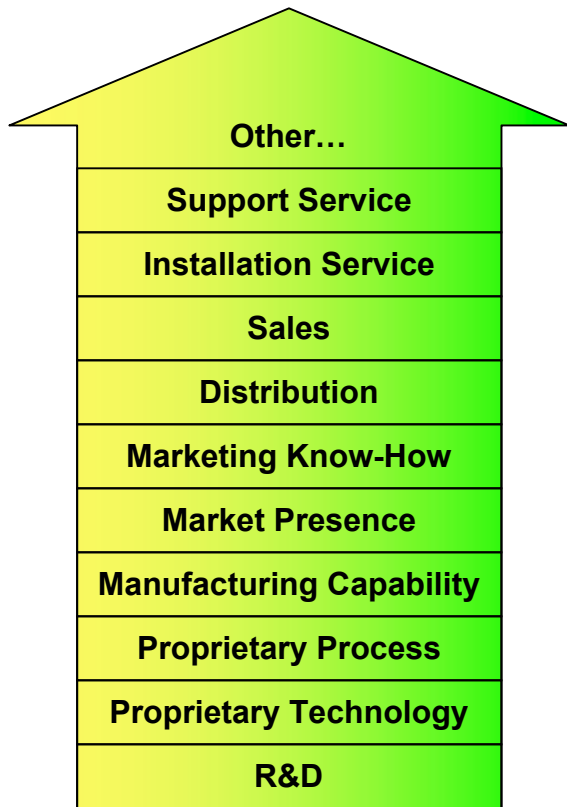 Other…
Support Service
Installation Service
Sales
Distribution
Marketing Know-How
Market Presence
Manufacturing Capability
Proprietary Process
Proprietary Technology
R&D